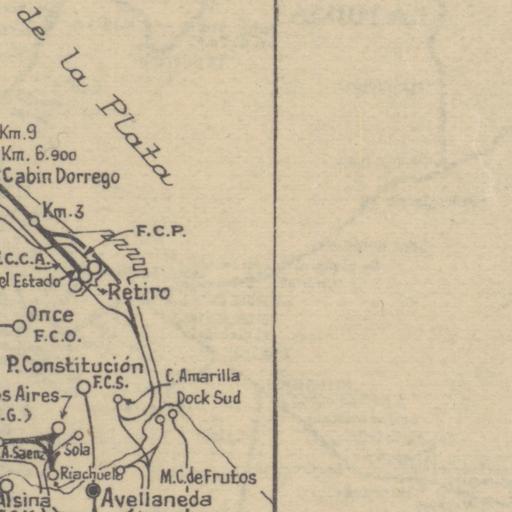 de la Plata
Km.9
Km. 6.900
Cabin Dorrego
Km.3
F.C.P.
.C.C.A.
el Estado
Retiro
Once
F.C.O.
P. Constitución
F.C.S.
C. Amarilla
os Aires
.G.)
Dock Sud
A. Saenz
Sola
Riachuelo
M.C. de Frutos
Alsina
Avellaneda